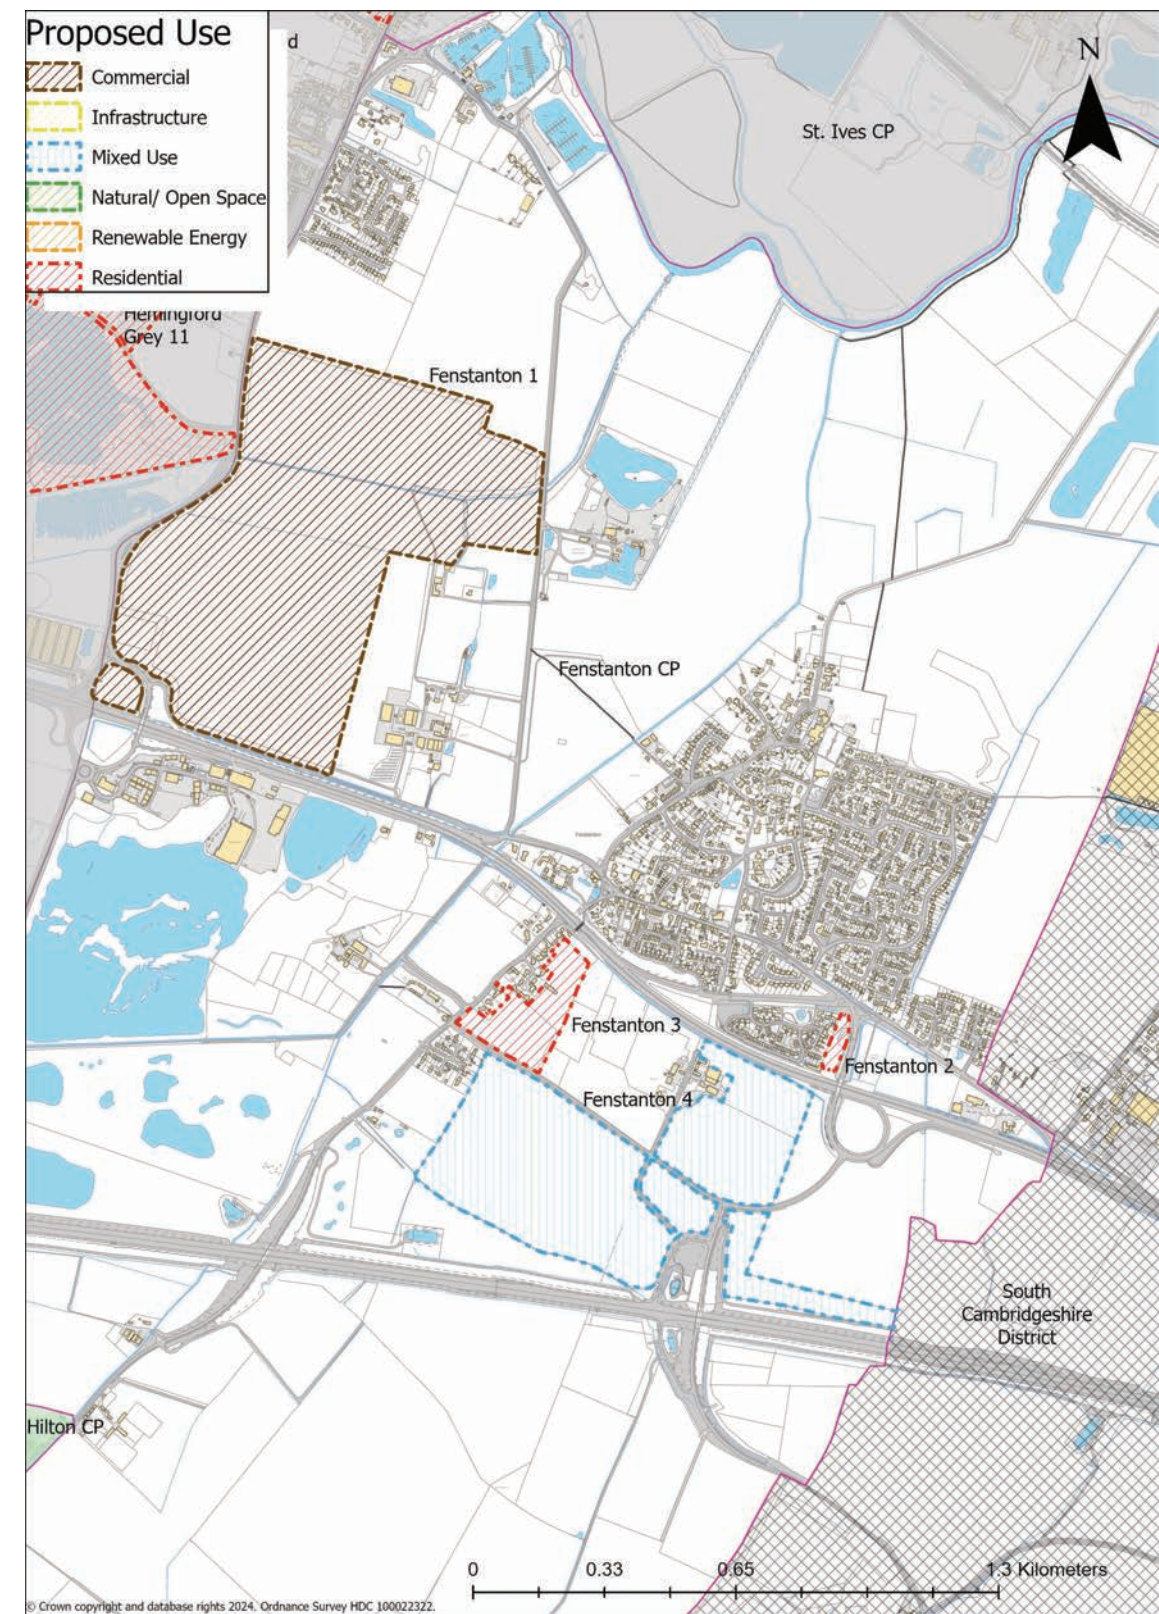 Proposed Use
d
Commercial
Infrastructure
Mixed Use
Natural/ Open Space
Renewable Energy
Residential
N
St. Ives CP
Hemingford
Grey 11
Fenstanton 1
Fenstanton CP
Fenstanton
Fenstanton 3
Fenstanton 2
Fenstanton 4
South
Cambridgeshire
District
Hilton CP
0 0.33 0.65 1.3 Kilometers
© Crown copyright and database rights 2024. Ordnance Survey HDC 100022322.